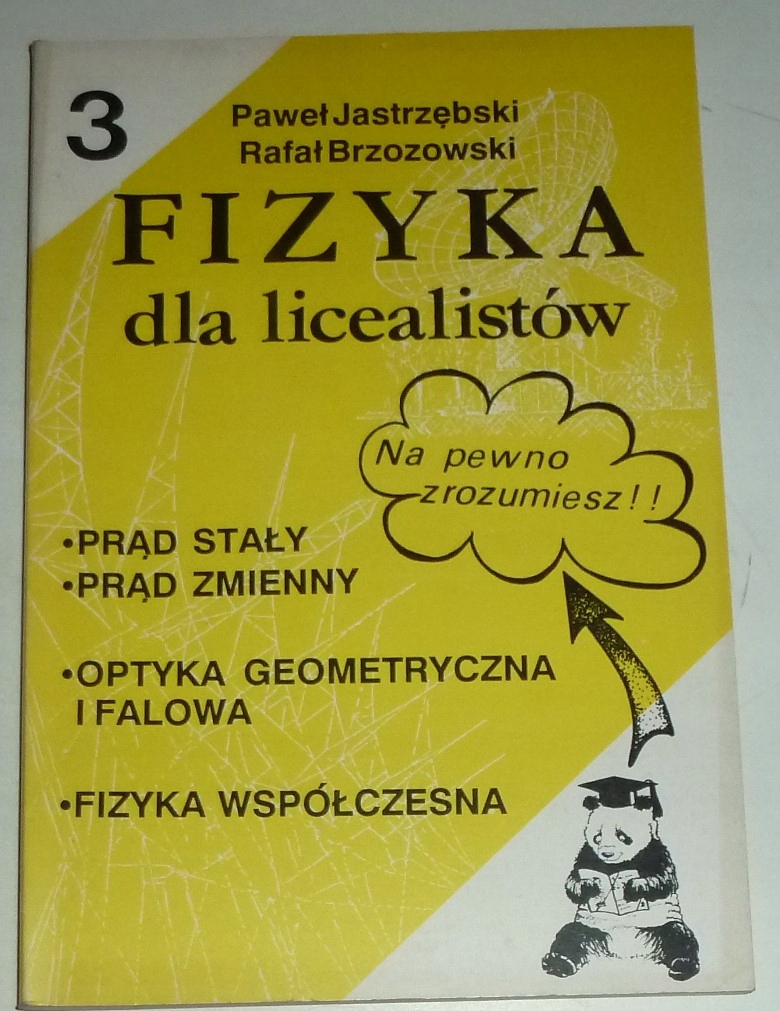 3
Paweł Jastrzębski
Rafał Brzozowski
FIZYKA
dla licealistów
Na pewno
zrozumiesz!!
•PRĄD STAŁY
•PRĄD ZMIENNY
•OPTYKA GEOMETRYCZNA
I FALOWA
•FIZYKA WSPÓŁCZESNA